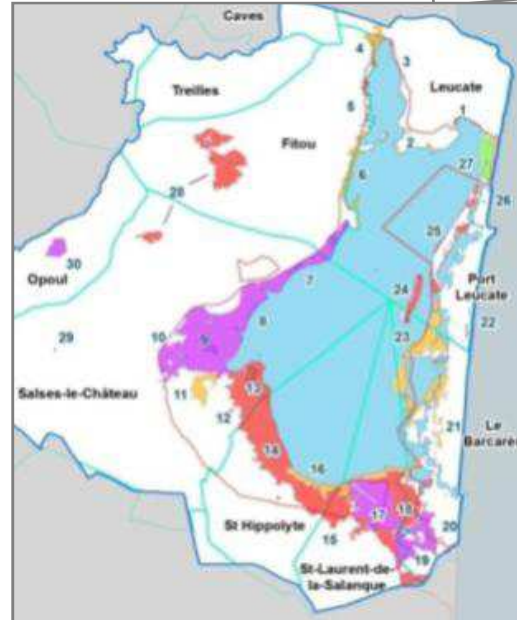 Caves
4
3
Leucate
Treilles
1
5
2
Fitou
27
6
28
26
25
30
Opoul
7
24
Port
Leucate
29
8
22
10
9
23
Salses-le-Château
13
11
12
21
Le
Barcarès
14
16
17
18
20
St Hippolyte
15
19
St-Laurent-de-
la-Salanque